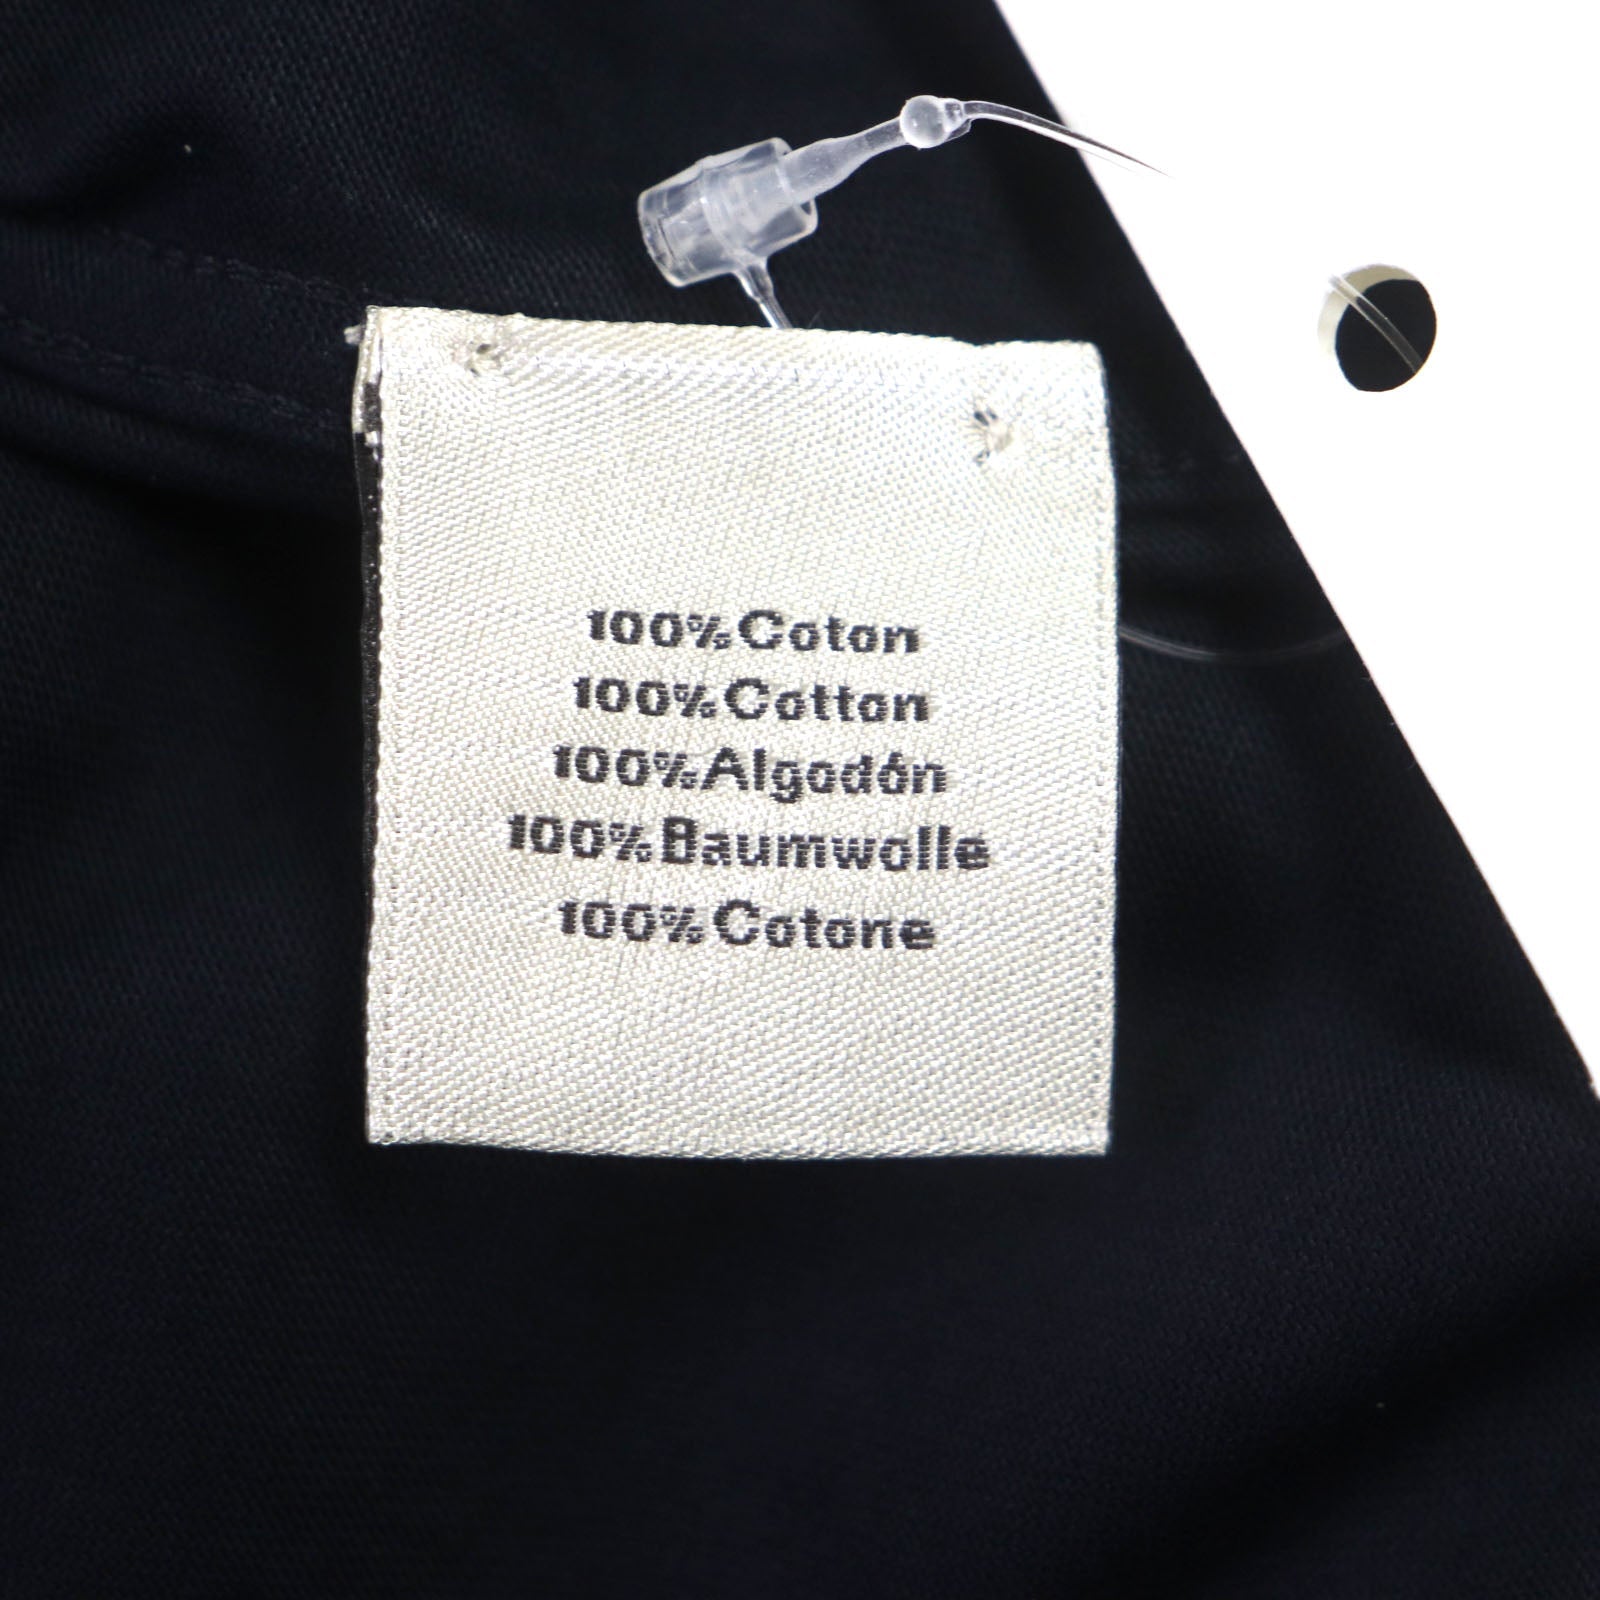 100% Coton
100% Cotton
100% Algodón
100% Baumwolle
100% Cotone